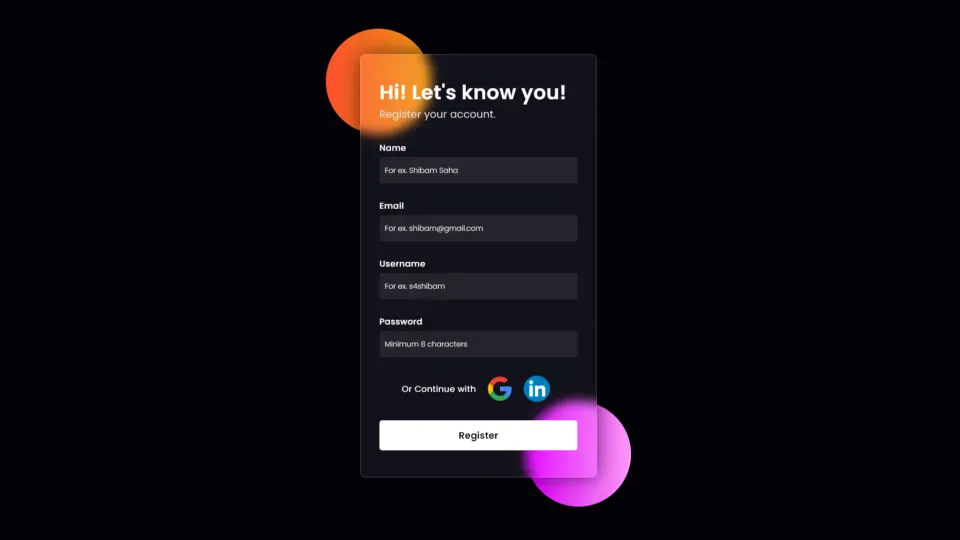 Hi! Let's know you!
Register your account.
Name
For ex. Shibam Saha
Email
For ex. shibam@gmail.com
Username
For ex. s4shibam
Password
Minimum 8 characters
Or Continue with G in
Register